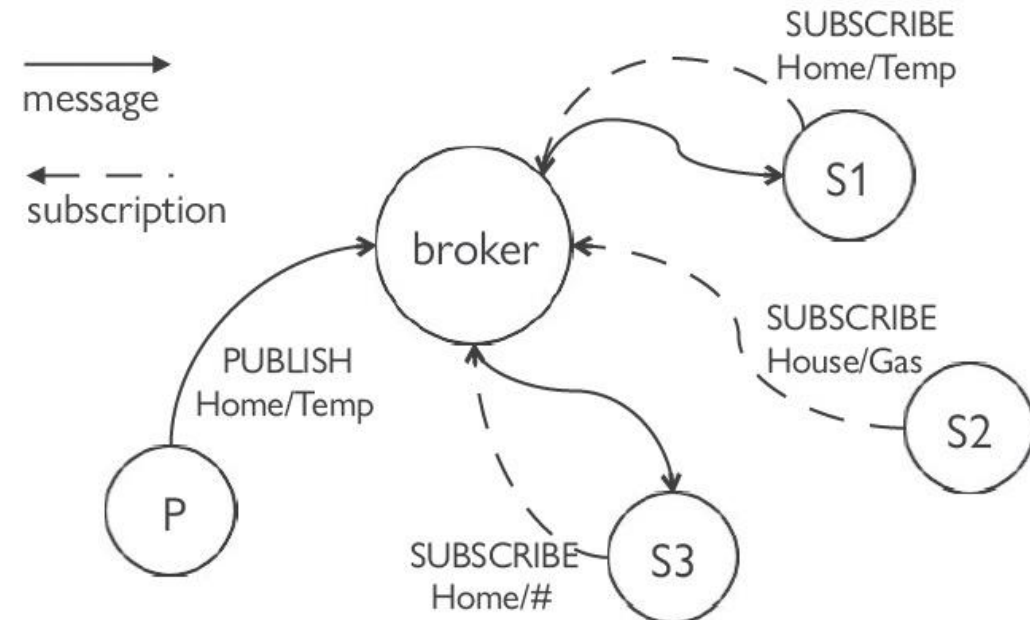 message
subscription
SUBSCRIBE
Home/Temp
S1
broker
SUBSCRIBE
House/Gas
S2
PUBLISH
Home/Temp
P
SUBSCRIBE
Home/#
S3